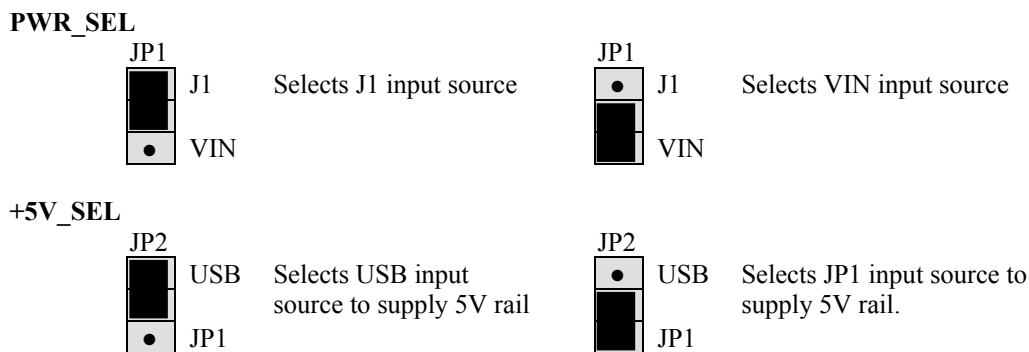 PWR_SEL
JP1
J1 Selects J1 input source
VIN
JP1
J1 Selects VIN input source
VIN
+5V_SEL
JP2
USB Selects USB input
source to supply 5V rail
JP1
JP2
USB Selects JP1 input source to
supply 5V rail.
JP1